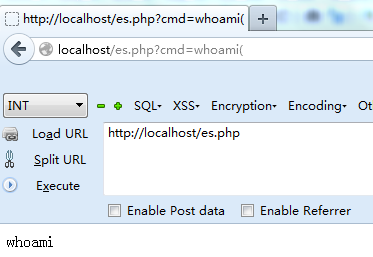 http://localhost/es.php?cmd=whoami(
localhost/es.php?cmd=whoami(
INT SQL XSS Encryption Encoding Ot
Load URL http://localhost/es.php
Split URL
Execute
Enable Post data Enable Referrer
whoami